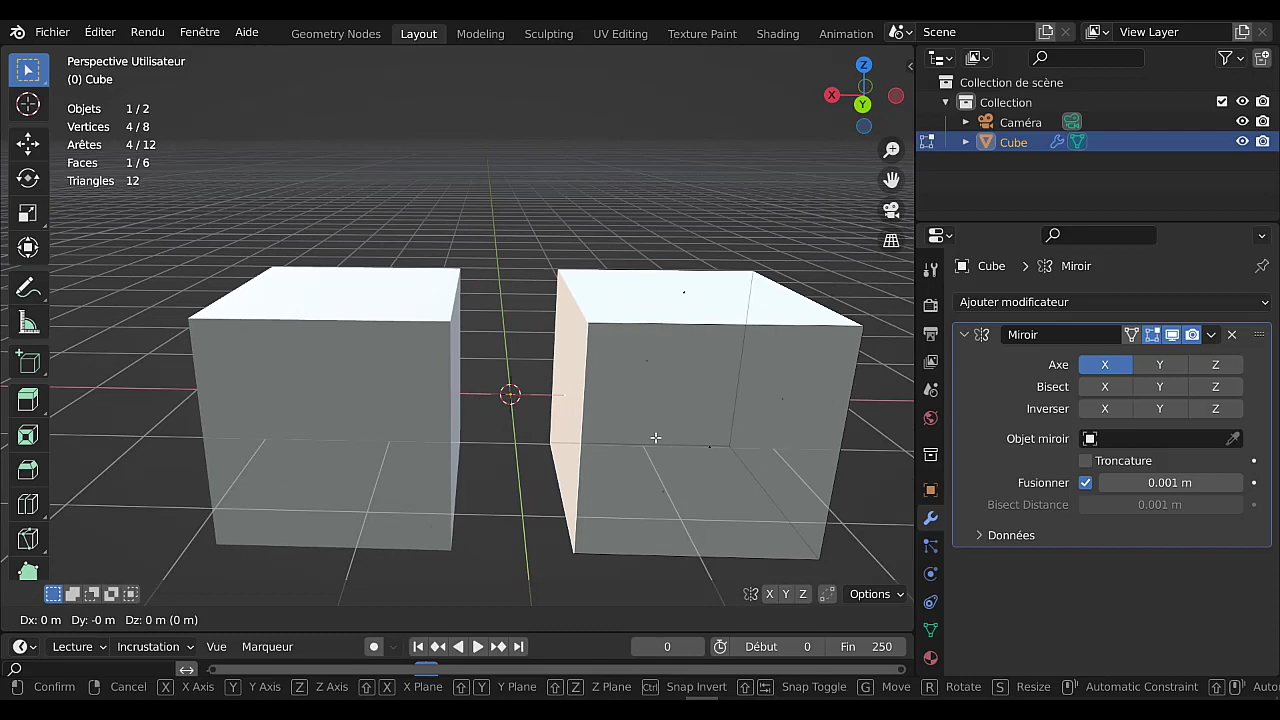 Fichier Éditer Rendu Fenêtre Aide Geometry Nodes Layout Modeling Sculpting UV Editing Texture Paint Shading Animation Scene View Layer
Perspective Utilisateur
(0) Cube
Objets 1 / 2
Vertices 4 / 8
Arêtes 4 / 12
Faces 1 / 6
Triangles 12
Z
X
Y
Collection de scène
Collection
Caméra
Cube
Cube > Miroir
Ajouter modificateur
Miroir
Axe X Y Z
Bisect X Y Z
Inverser X Y Z
Objet miroir
Troncature
Fusionner 0.001 m
Bisect Distance 0.001 m
Données
X Y Z Options
Dx: 0 m Dy: -0 m Dz: 0 m (0 m)
Lecture Incrustation Vue Marqueur 0 Début 0 Fin 250
Confirm Cancel X X Axis Y Y Axis Z Z Axis X X Plane Y Y Plane Z Z Plane Ctrl Snap Invert Snap Toggle G Move R Rotate S Resize Automatic Constraint Auto